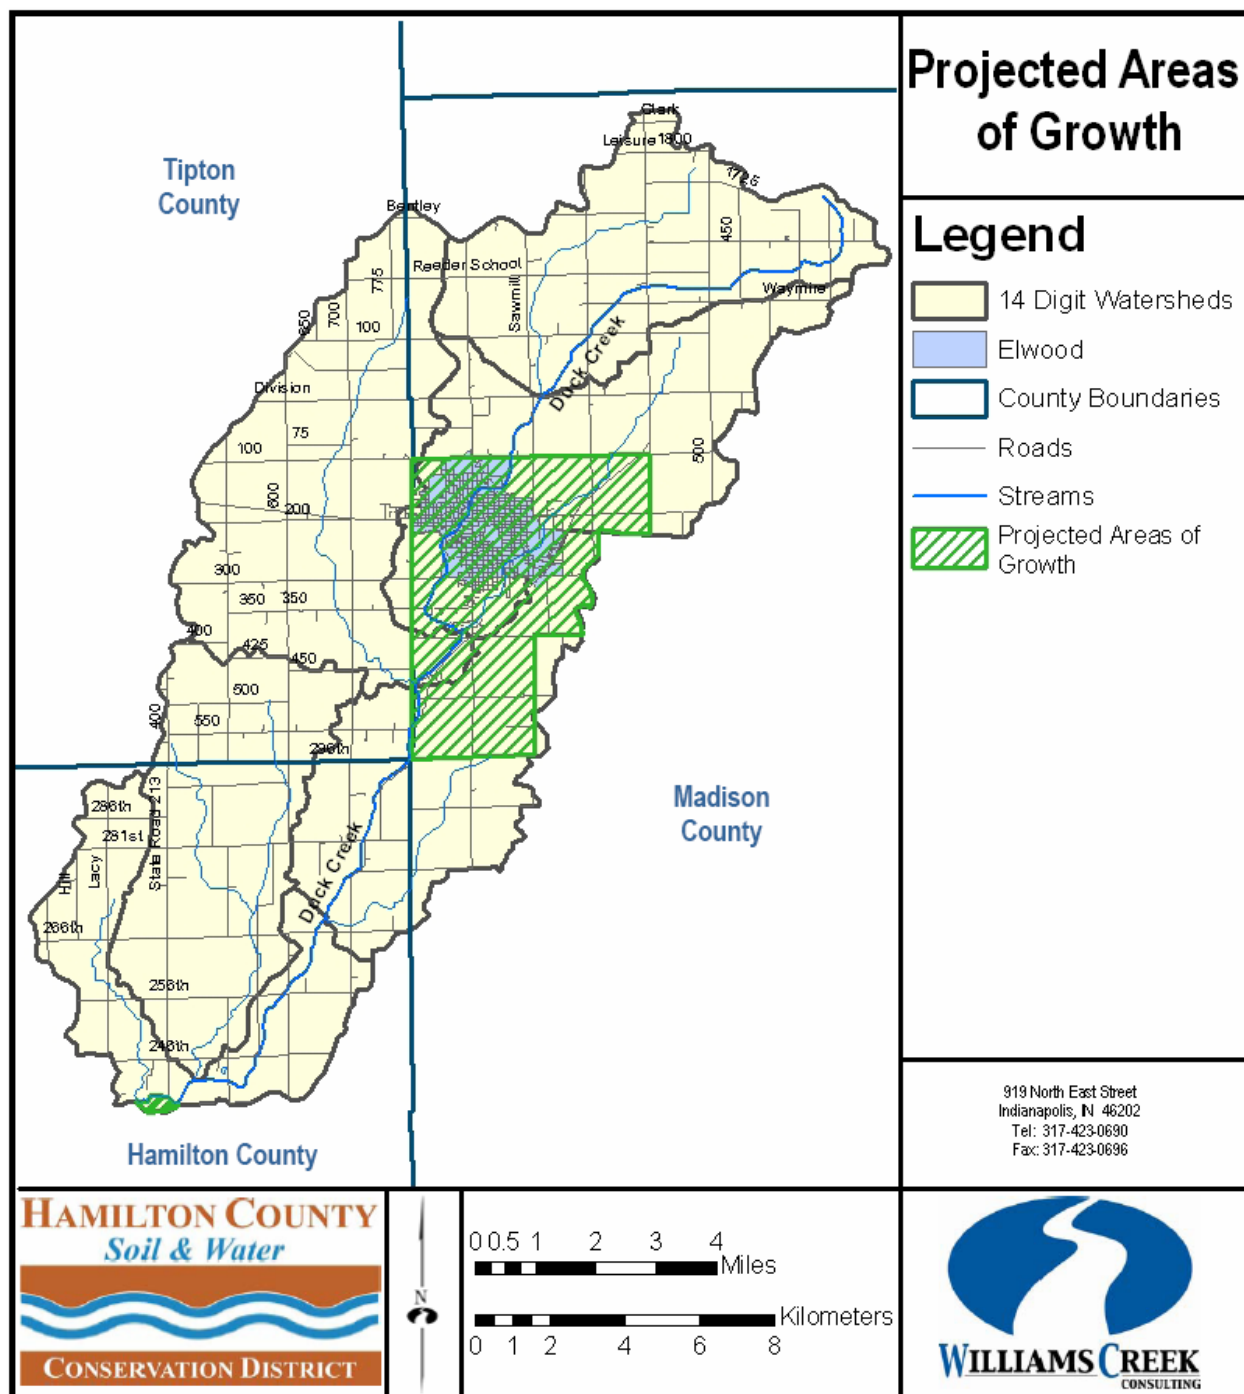 Projected Areas
of Growth
Legend
14 Digit Watersheds
Elwood
County Boundaries
Roads
Streams
Projected Areas of
Growth
Tipton
County
Clark
Leisure 1800
1725
Bentley
450
Reeder School
775
Sawmill
Waymire
650
700
100
Duck Creek
Division
75
100
500
600
200
300
350
350
400
425
450
500
400
550
296th
Madison
County
286th
281st
State Road 213
Hill
Lacy
Duck Creek
266th
256th
246th
Hamilton County
919 North East Street
Indianapolis, IN 46202
Tel: 317-423-0690
Fax: 317-423-0696
HAMILTON COUNTY
Soil & Water
CONSERVATION DISTRICT
N
0 0.5 1 2 3 4
Miles
Kilometers
0 1 2 4 6 8
WILLIAMS CREEK
CONSULTING